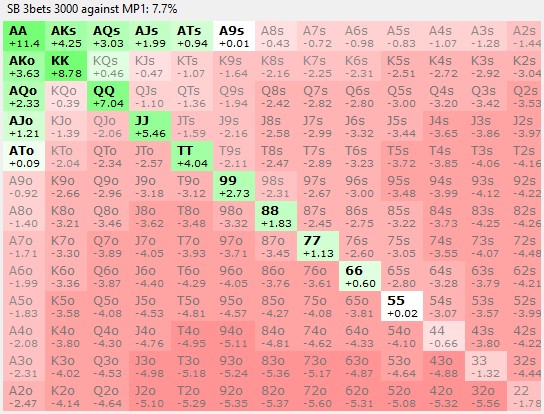 SB 3bets 3000 against MP1: 7.7%
AA AKs AQs AJs ATs A9s A8s A7s A6s A5s A4s A3s A2s
+11.4 +4.25 +3.03 +1.99 +0.94 +0.01 -0.43 -0.72 -0.98 -0.83 -1.07 -1.28 -1.44
AKo KK KQs KJs KTs K9s K8s K7s K6s K5s K4s K3s K2s
+3.63 +8.78 +0.46 -0.47 -1.07 -1.64 -2.16 -2.25 -2.31 -2.51 -2.72 -2.92 -3.04
AQo KQo QQ QJs QTs Q9s Q8s Q7s Q6s Q5s Q4s Q3s Q2s
+2.33 -0.39 +7.04 -1.10 -1.36 -1.94 -2.42 -2.82 -2.80 -3.00 -3.20 -3.42 -3.53
AJo KJo QJo JJ JTs J9s J8s J7s J6s J5s J4s J3s J2s
+1.21 -1.39 -2.06 +5.46 -1.59 -2.16 -2.58 -2.99 -3.32 -3.44 -3.65 -3.86 -3.97
ATo KTo QTo JTo TT T9s T8s T7s T6s T5s T4s T3s T2s
+0.09 -2.04 -2.34 -2.57 +4.04 -2.11 -2.47 -2.89 -3.23 -3.72 -3.85 -4.06 -4.16
A9o K9o Q9o J9o T9o 99 98s 97s 96s 95s 94s 93s 92s
-0.92 -2.66 -2.96 -3.18 -3.12 +2.73 -2.31 -2.67 -3.00 -3.48 -3.99 -4.12 -4.22
A8o K8o Q8o J8o T8o 98o 88 87s 86s 85s 84s 83s 82s
-1.40 -3.21 -3.46 -3.62 -3.48 -3.32 +1.83 -2.45 -2.75 -3.22 -3.73 -4.25 -4.26
A7o K7o Q7o J7o T7o 97o 87o 77 76s 75s 74s 73s 72s
-1.71 -3.30 -3.89 -4.05 -3.93 -3.71 -3.45 +1.13 -2.60 -3.05 -3.55 -4.07 -4.48
A6o K6o Q6o J6o T6o 96o 86o 76o 66 65s 64s 63s 62s
-1.99 -3.36 -3.87 -4.40 -4.29 -4.05 -3.76 -3.61 +0.60 -2.80 -3.28 -3.79 -4.21
A5o K5o Q5o J5o T5o 95o 85o 75o 65o 55 54s 53s 52s
-1.83 -3.58 -4.08 -4.53 -4.81 -4.56 -4.27 -4.08 -3.81 +0.02 -3.07 -3.57 -3.99
A4o K4o Q4o J4o T4o 94o 84o 74o 64o 54o 44 43s 42s
-2.08 -3.80 -4.30 -4.76 -4.95 -5.11 -4.81 -4.62 -4.34 -4.10 -0.66 -3.80 -4.22
A3o K3o Q3o J3o T3o 93o 83o 73o 63o 53o 43o 33 32s
-2.31 -4.02 -4.53 -4.98 -5.18 -5.24 -5.36 -5.17 -4.87 -4.64 -4.88 -1.32 -4.44
A2o K2o Q2o J2o T2o 92o 82o 72o 62o 52o 42o 32o 22
-2.47 -4.14 -4.64 -5.10 -5.29 -5.35 -5.37 -5.60 -5.31 -5.08 -5.32 -5.56 -1.78